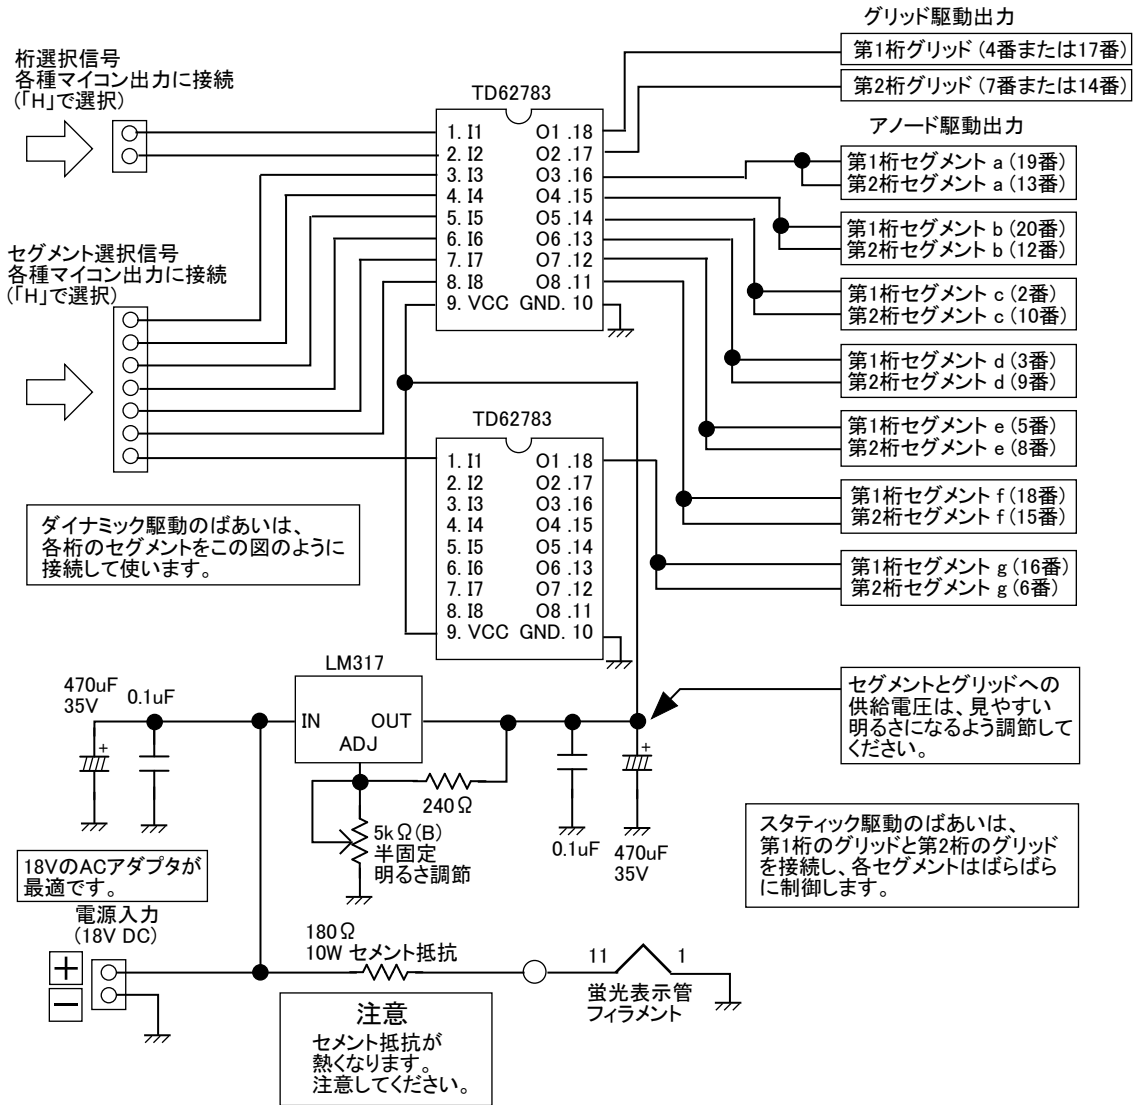 グリッド駆動出力
第1桁グリッド (4番または17番)
第2桁グリッド (7番または14番)
桁選択信号
各種マイコン出力に接続
(「H」で選択)
TD62783
1. I1 O1 .18
2. I2 O2 .17
3. I3 O3 .16
4. I4 O4 .15
5. I5 O5 .14
6. I6 O6 .13
7. I7 O7 .12
8. I8 O8 .11
9. VCC GND. 10
アノード駆動出力
第1桁セグメント a (19番)
第2桁セグメント a (13番)
第1桁セグメント b (20番)
第2桁セグメント b (12番)
第1桁セグメント c (2番)
第2桁セグメント c (10番)
第1桁セグメント d (3番)
第2桁セグメント d (9番)
第1桁セグメント e (5番)
第2桁セグメント e (8番)
第1桁セグメント f (18番)
第2桁セグメント f (15番)
第1桁セグメント g (16番)
第2桁セグメント g (6番)
セグメント選択信号
各種マイコン出力に接続
(「H」で選択)
TD62783
1. I1 O1 .18
2. I2 O2 .17
3. I3 O3 .16
4. I4 O4 .15
5. I5 O5 .14
6. I6 O6 .13
7. I7 O7 .12
8. I8 O8 .11
9. VCC GND. 10
ダイナミック駆動のばあいは、
各桁のセグメントをこの図のように
接続して使います。
LM317
IN OUT
ADJ
470uF
35V
+
0.1uF
240Ω
5kΩ(B)
半固定
明るさ調節
0.1uF
+
470uF
35V
セグメントとグリッドへの
供給電圧は、見やすい
明るさになるよう調節して
ください。
スタティック駆動のばあいは、
第1桁のグリッドと第2桁のグリッド
を接続し、各セグメントはばらばら
に制御します。
18VのACアダプタが
最適です。
電源入力
(18V DC)
+
−
180Ω
10W セメント抵抗
11 1
蛍光表示管
フィラメント
注意
セメント抵抗が
熱くなります。
注意してください。